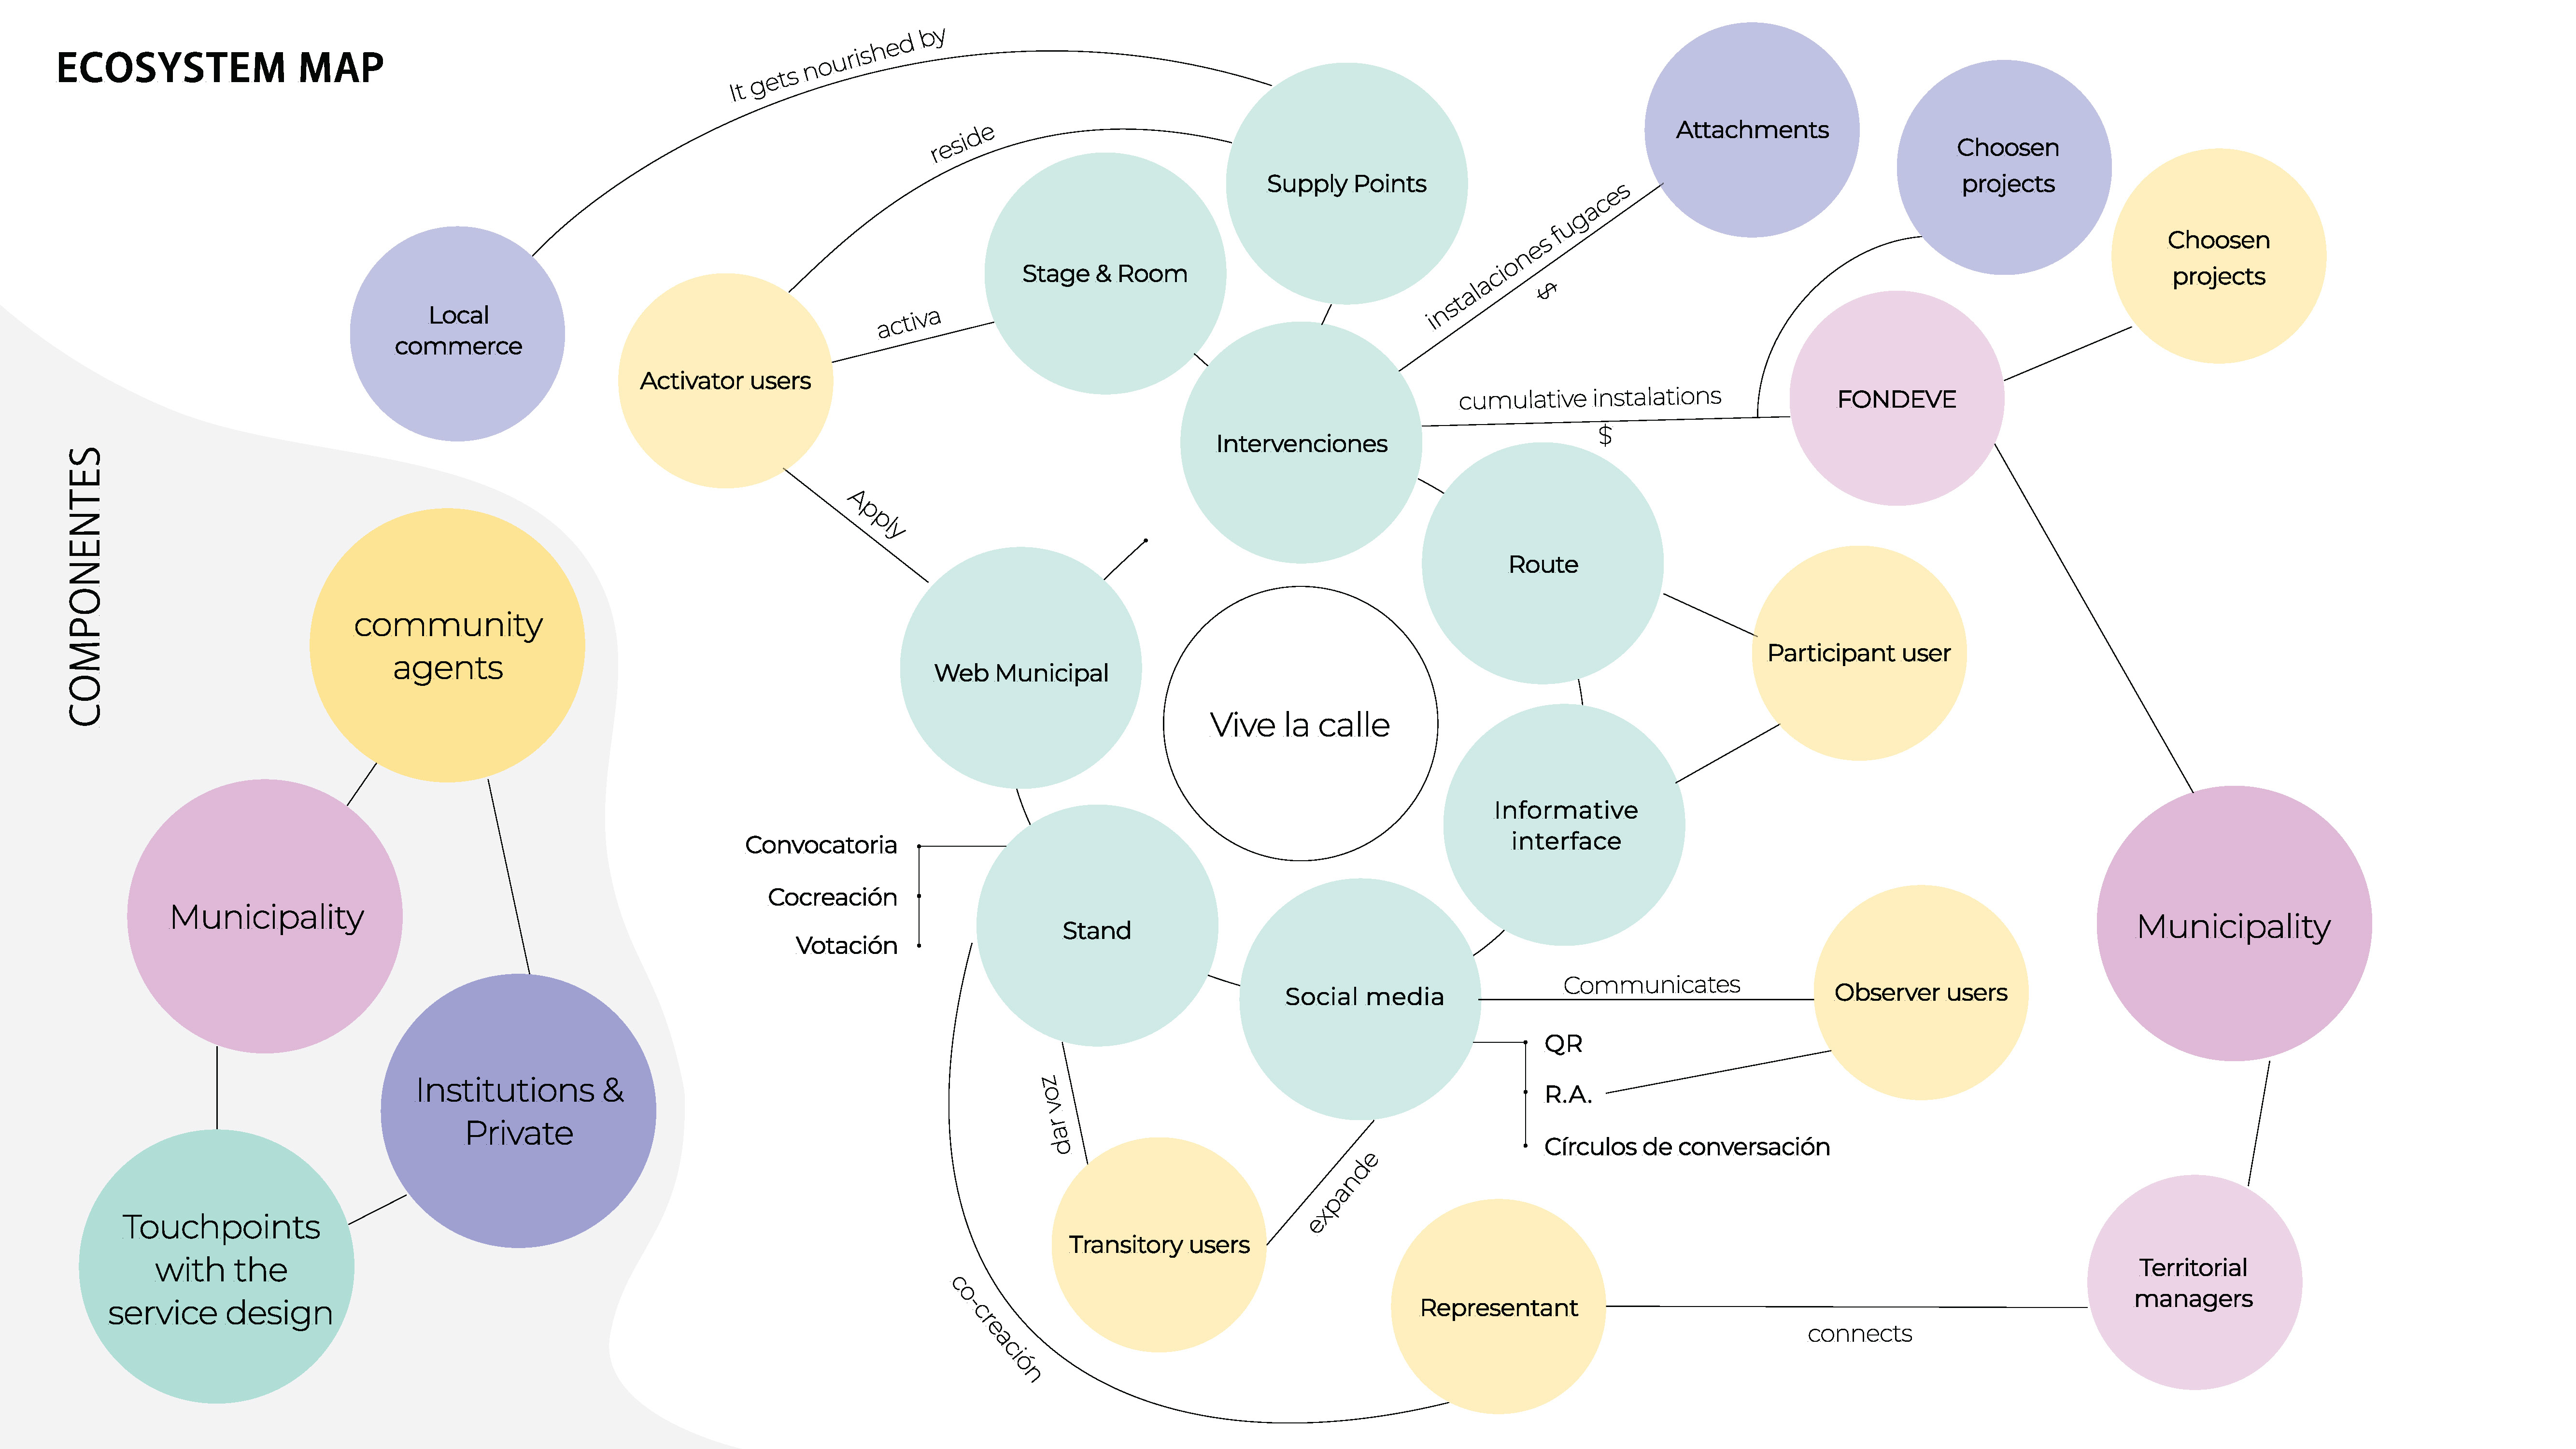 ECOSYSTEM MAP
It gets nourished by
reside
Supply Points
Attachments
Choosen
projects
Choosen
projects
Stage & Room
instalaciones fugaces
$
Local
commerce
activa
Activator users
Intervenciones
cumulative instalations
$
FONDEVE
COMPONENTES
Apply
Route
community
agents
Web Municipal
Vive la calle
Participant user
Informative
interface
Convocatoria
Cocreación
Votación
Stand
Municipality
Social media
Communicates
Observer users
Municipality
QR
R.A.
Círculos de conversación
Institutions &
Private
dar voz
expande
Touchpoints
with the
service design
Transitory users
co-creación
Representant
connects
Territorial
managers